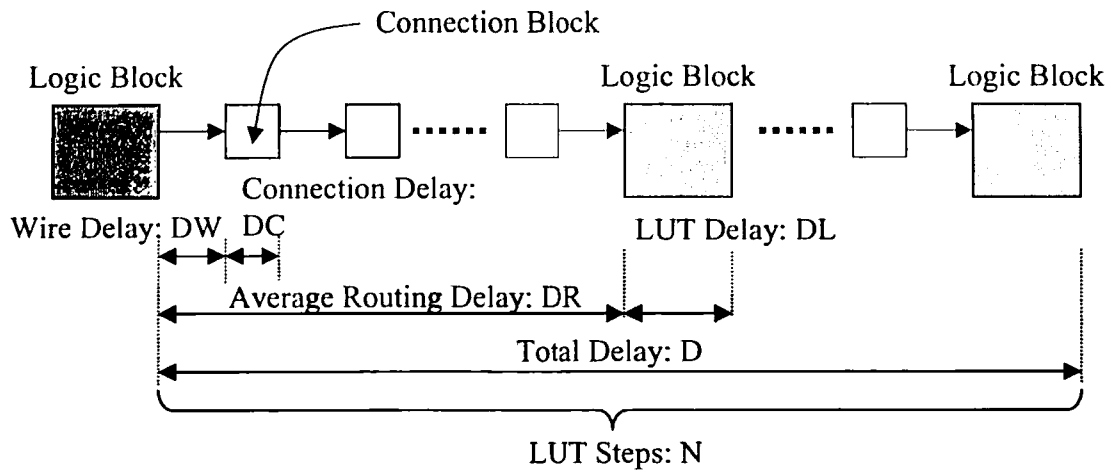 Connection Block
Logic Block
Logic Block
Logic Block
Connection Delay:
Wire Delay: DW
DC
LUT Delay: DL
Average Routing Delay: DR
Total Delay: D
LUT Steps: N